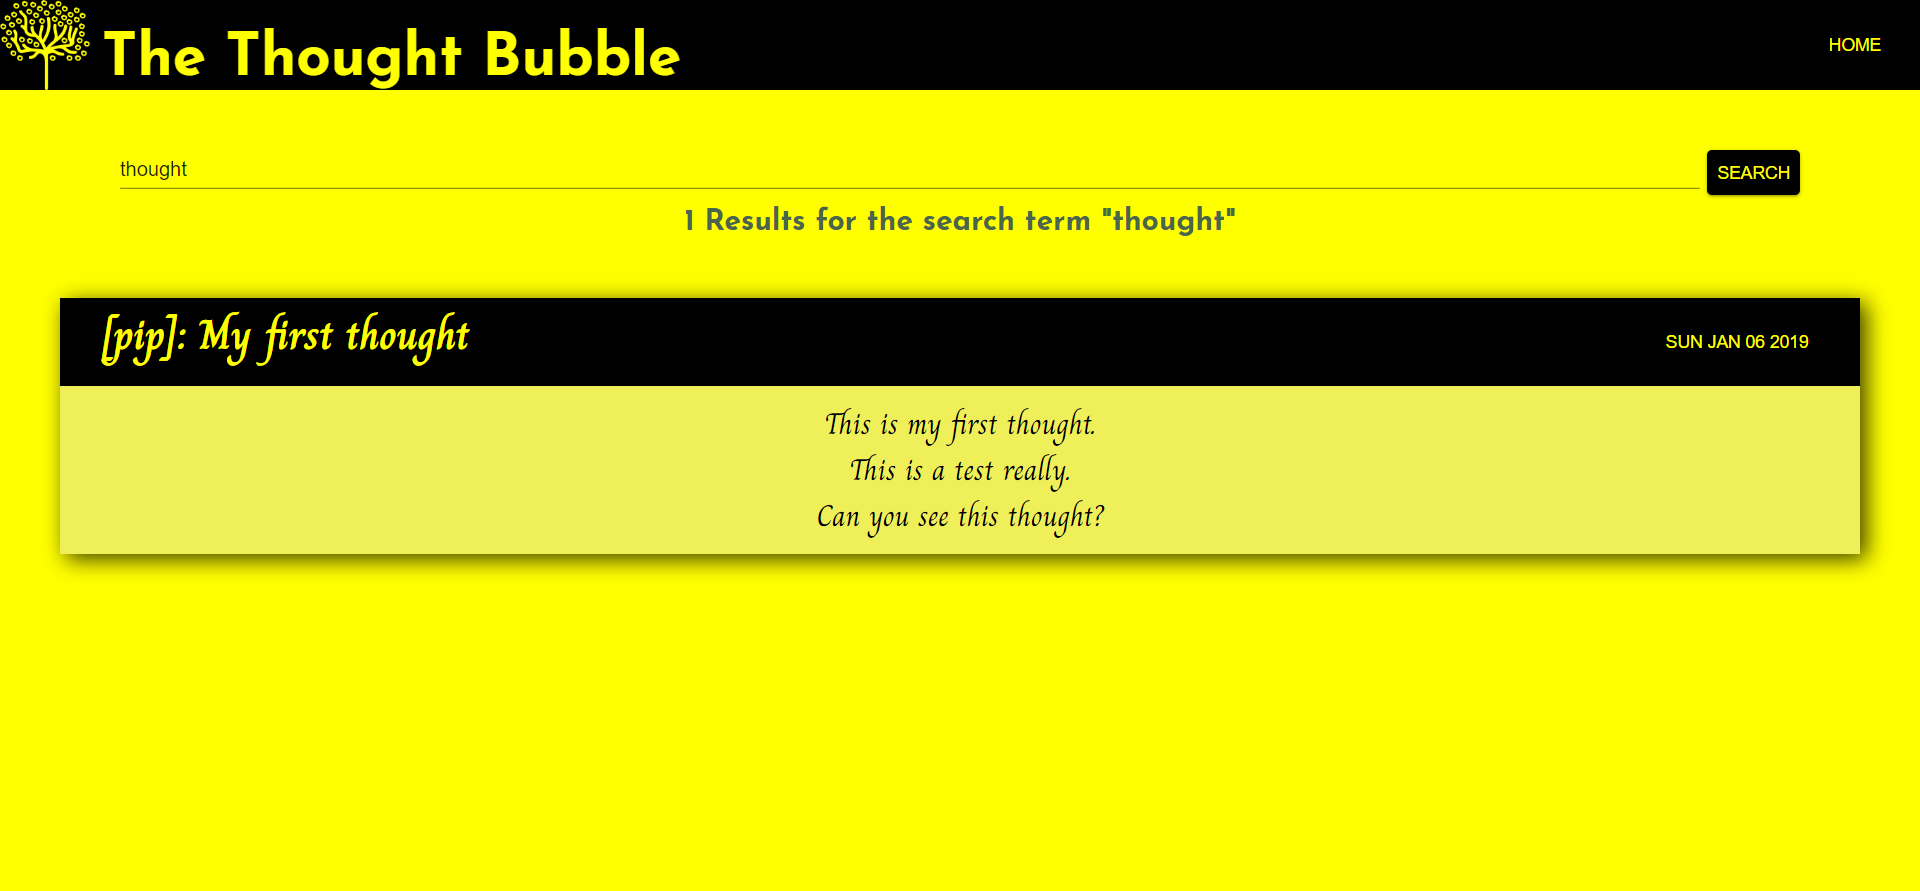 The Thought Bubble
HOME
thought
SEARCH
1 Results for the search term "thought"
[pip]: My first thought
SUN JAN 06 2019
This is my first thought.
This is a test really.
Can you see this thought?